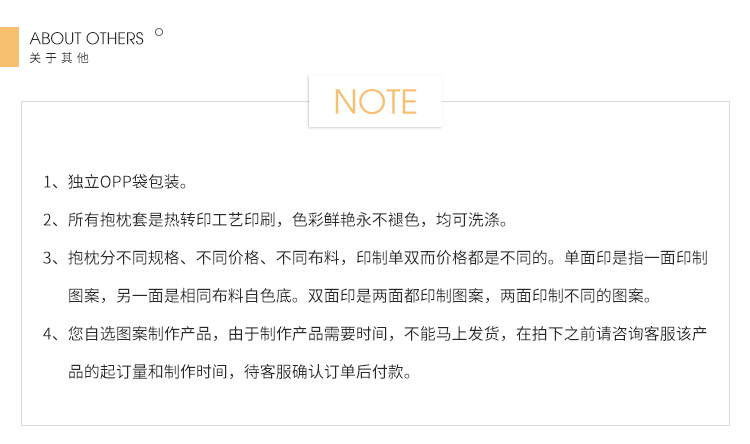 ABOUT OTHERS
关于其他
NOTE
1、独立OPP袋包装。
2、所有抱枕套是热转印工艺印刷，色彩鲜艳永不褪色，均可洗涤。
3、抱枕分不同规格、不同价格、不同布料，印制单双而价格都是不同的。单面印是指一面印制
图案，另一面是相同布料自色底。双面印是两面都印制图案，两面印制不同的图案。
4、您自选图案制作产品，由于制作产品需要时间，不能马上发货，在拍下之前请咨询客服该产
品的起订量和制作时间，待客服确认订单后付款。